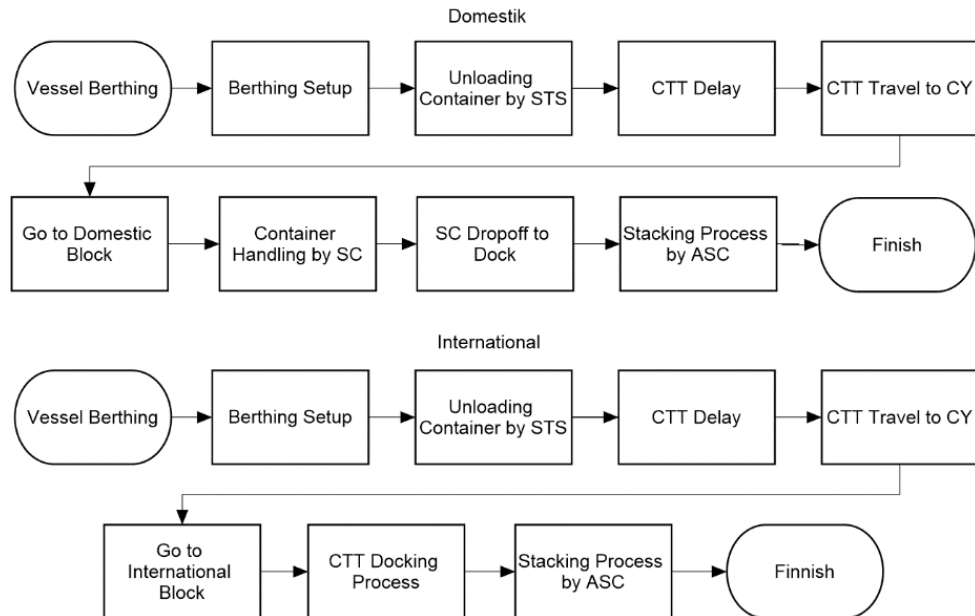 Domestik
Vessel Berthing
Berthing Setup
Unloading
Container by STS
CTT Delay
CTT Travel to CY
Go to Domestic
Block
Container
Handling by SC
SC Dropoff to
Dock
Stacking Process
by ASC
Finish
International
Vessel Berthing
Berthing Setup
Unloading
Container by STS
CTT Delay
CTT Travel to CY
Go to
International
Block
CTT Docking
Process
Stacking Process
by ASC
Finnish